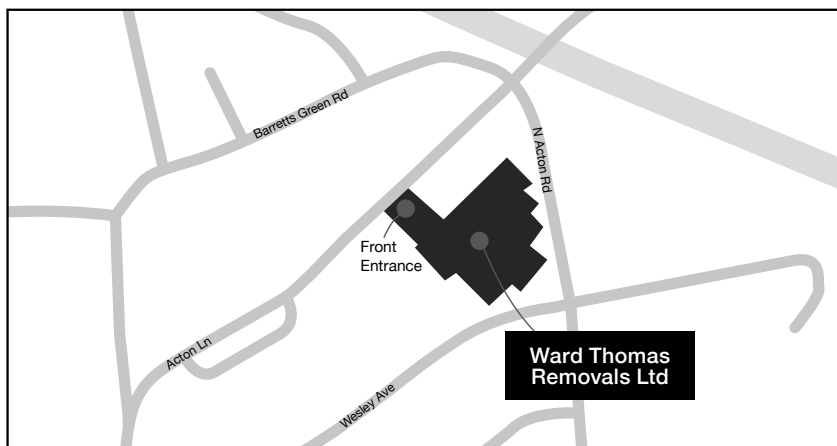 Barretts Green Rd
N Acton Rd
Front
Entrance
Acton Ln
Ward Thomas
Removals Ltd
Wesley Ave